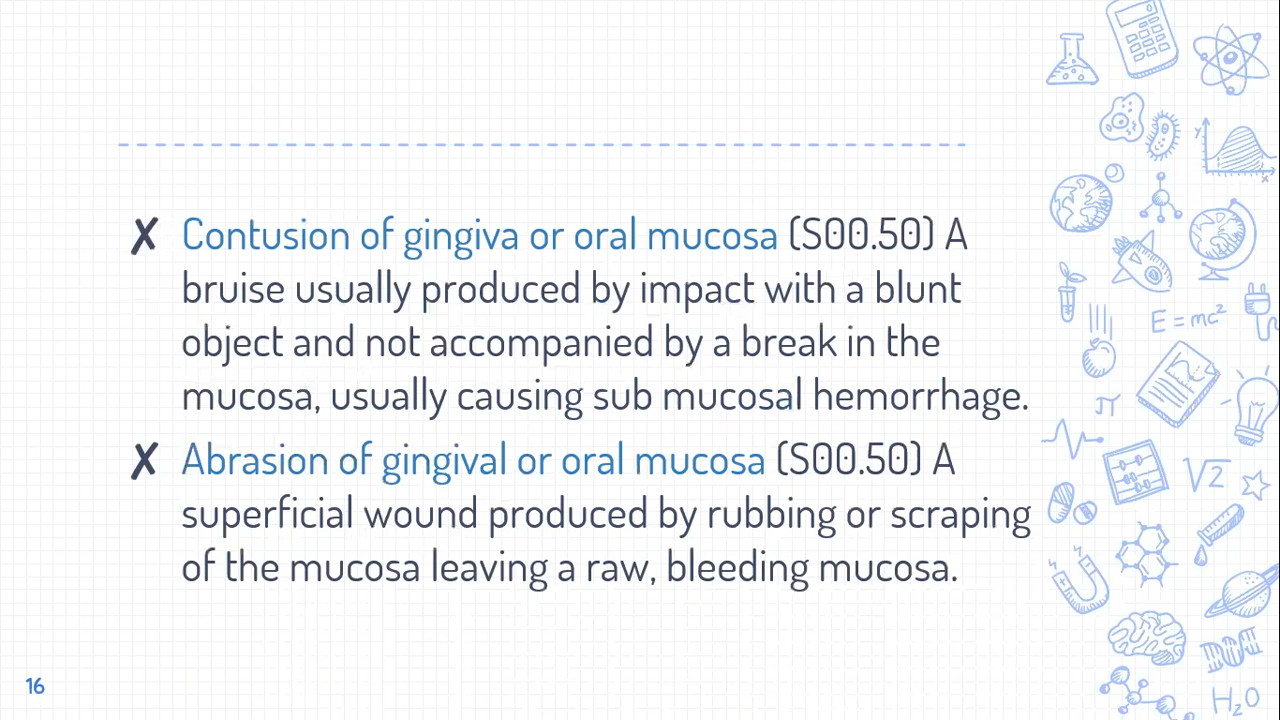 ✘ Contusion of gingiva or oral mucosa (S00.50) A
bruise usually produced by impact with a blunt
object and not accompanied by a break in the
mucosa, usually causing sub mucosal hemorrhage.
✘ Abrasion of gingival or oral mucosa (S00.50) A
superficial wound produced by rubbing or scraping
of the mucosa leaving a raw, bleeding mucosa.
16
Y
X
E = mc²
π
√2
H₂O